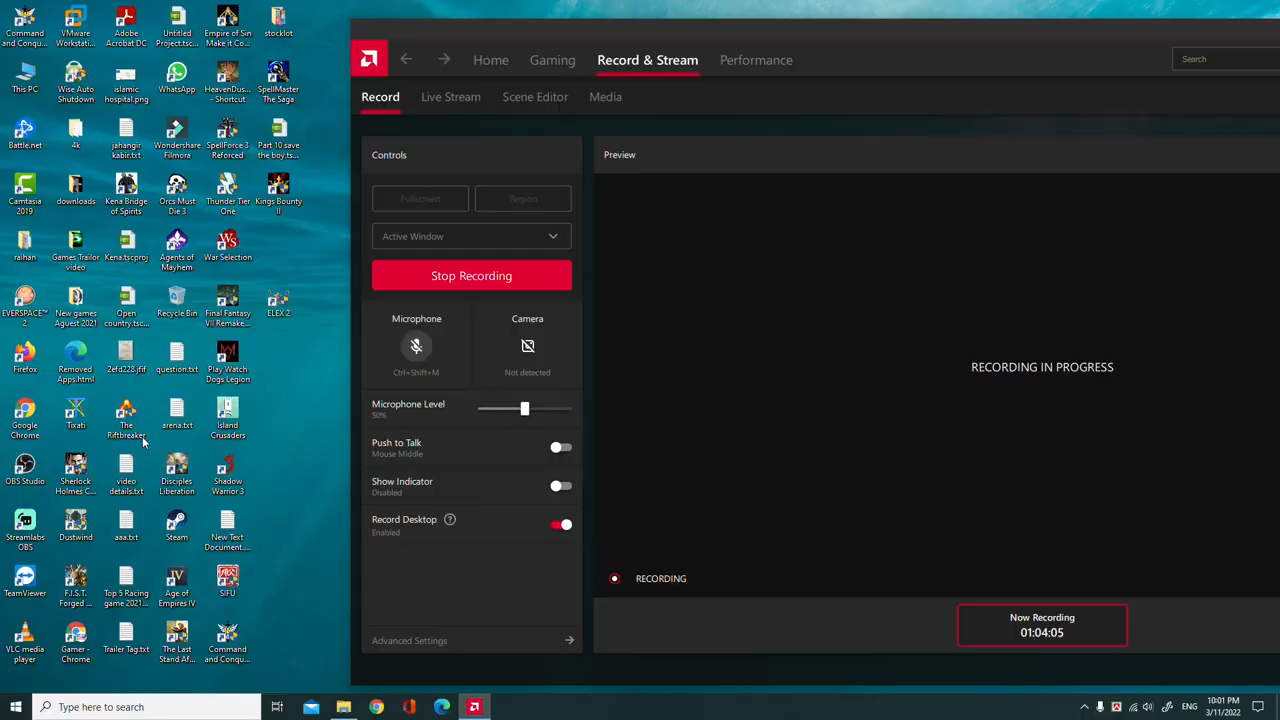 Command
and Conqu...
VMware
Workstati...
Adobe
Acrobat DC
Untitled
Project.tsc...
Empire of Sin
Make it Co...
stocklot
This PC
Wise Auto
Shutdown
islamic
hospital.png
WhatsApp
HeavenDus...
- Shortcut
SpellMaster
The Saga
Battle.net
4k
jahangir
kabir.txt
Wondershare
Filmora
SpellForce 3
Reforced
Part 10 save
the boy.ts...
Camtasia
2019
downloads
Kena Bridge
of Spirits
Orcs Must
Die 3
Thunder Tier
One
Kings Bounty
II
raihan
Games Trailor
video
Kena.tscproj
Agents of
Mayhem
War Selection
EVERSPACE™
2
New games
Aguest 2021
Open
country.tsc...
Recycle Bin
Final Fantasy
VII Remake...
ELEX 2
Firefox
Removed
Apps.html
2efd228.jfif
question.txt
Play Watch
Dogs Legion
Google
Chrome
Tixati
The
Riftbreaker
arena.txt
Island
Crusaders
OBS Studio
Sherlock
Holmes C...
video
details.txt
Disciples
Liberation
Shadow
Warrior 3
Streamlabs
OBS
Dustwind
aaa.txt
Steam
New Text
Document....
TeamViewer
F.I.S.T.
Forged ...
Top 5 Racing
game 2021...
Age of
Empires IV
SIFU
VLC media
player
Gamer -
Chrome
Trailer Tag.txt
The Last
Stand Af...
Command
and Conqu...
Home
Gaming
Record & Stream
Performance
Search
Record
Live Stream
Scene Editor
Media
Controls
Fullscreen
Region
Active Window
Stop Recording
Microphone
Camera
Ctrl+Shift+M
Not detected
Microphone Level
50%
Push to Talk
Mouse Middle
Show Indicator
Disabled
Record Desktop
Enabled
Advanced Settings
Preview
RECORDING IN PROGRESS
RECORDING
Now Recording
01:04:05
Type here to search
ENG
10:01 PM
3/11/2022